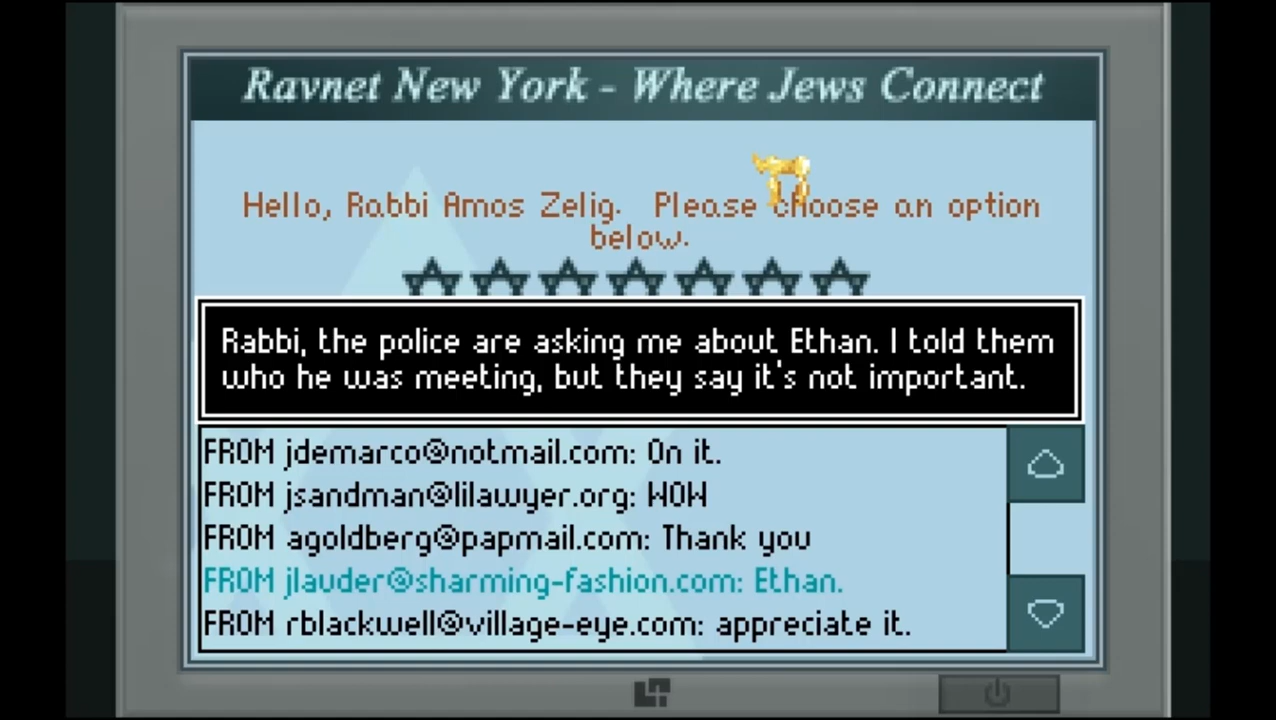 Ravnet New York - Where Jews Connect
Hello, Rabbi Amos Zelig. Please choose an option
below.
Rabbi, the police are asking me about Ethan. I told them
who he was meeting, but they say it's not important.
FROM jdemarco@notmail.com: On it.
FROM jsandman@lilawyer.org: WOW
FROM agoldberg@papmail.com: Thank you
FROM jlauder@sharming-fashion.com: Ethan.
FROM rblackwell@village-eye.com: appreciate it.